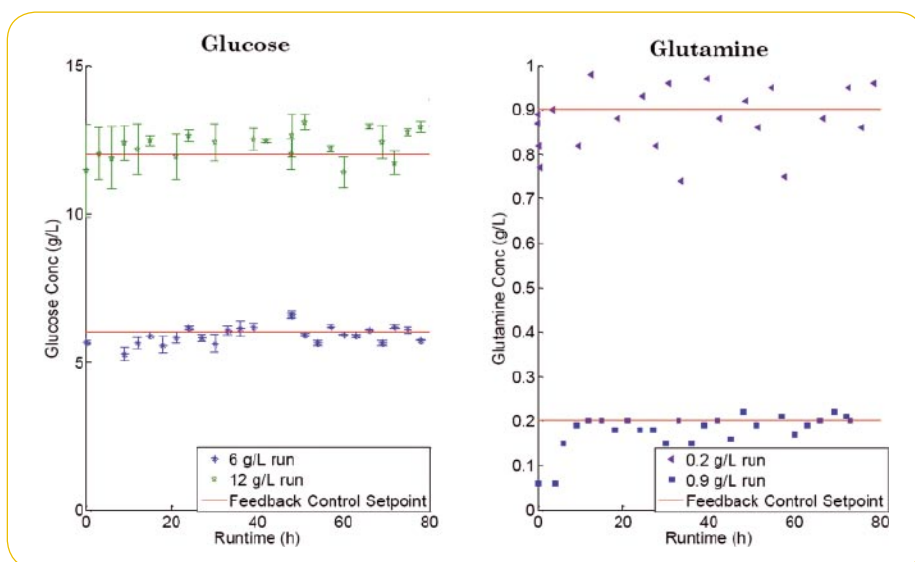 Glucose
15
10
5
0
Glucose Conc (g/L)
6 g/L run
12 g/L run
Feedback Control Setpoint
0
20
40
60
80
Runtime (h)
Glutamine
1
0.9
0.8
0.7
0.6
0.5
0.4
0.3
0.2
0.1
0
Glutamine Conc (g/L)
0.2 g/L run
0.9 g/L run
Feedback Control Setpoint
0
20
40
60
80
Runtime (h)